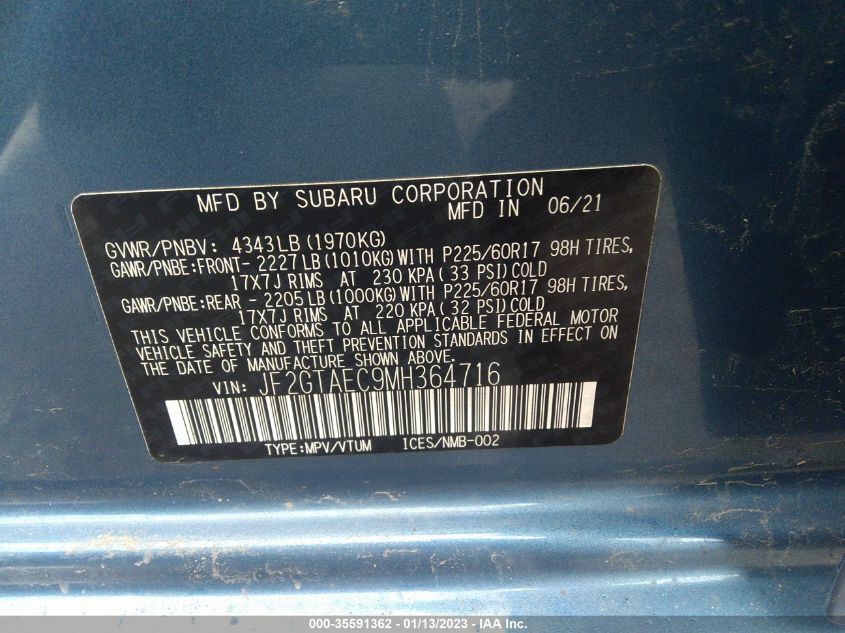 MFD BY SUBARU CORPORATION
MFD IN 06/21
GVWR/PNBV: 4343LB (1970KG)
GAWR/PNBE:FRONT- 2227LB (1010KG) WITH P225/60R17 98H TIRES,
17X7J RIMS AT 230 KPA ( 33 PSI) COLD
GAWR/PNBE:REAR - 2205LB (1000KG) WITH P225/60R17 98H TIRES,
17X7J RIMS AT 220 KPA ( 32 PSI) COLD
THIS VEHICLE CONFORMS TO ALL APPLICABLE FEDERAL MOTOR
VEHICLE SAFETY AND THEFT PREVENTION STANDARDS IN EFFECT ON
THE DATE OF MANUFACTURE SHOWN ABOVE.
VIN: JF2GTAEC9MH364716
TYPE:MPV/VTUM ICES/NMB-002
000-35591362 - 01/13/2023 - IAA Inc.